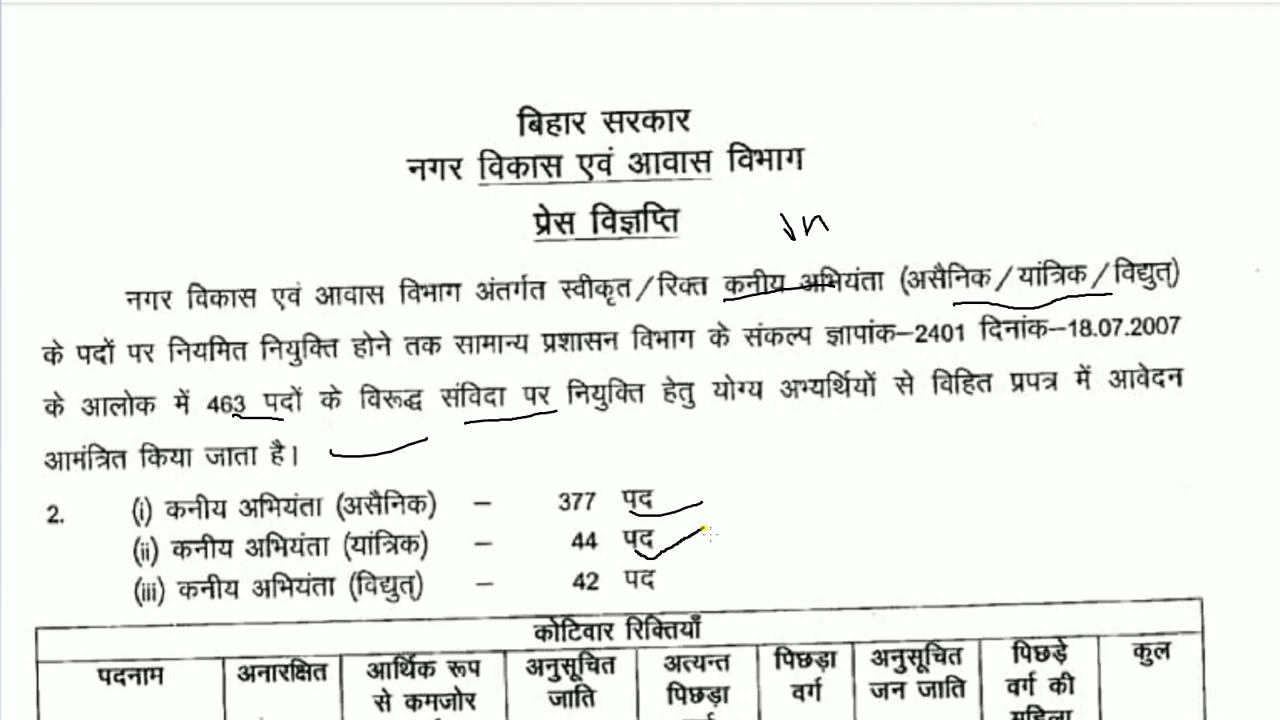 बिहार सरकार
नगर विकास एवं आवास विभाग
प्रेस विज्ञप्ति
नगर विकास एवं आवास विभाग अंतर्गत स्वीकृत/रिक्त कनीय अभियंता (असैनिक/यांत्रिक/विद्युत्)
के पदों पर नियमित नियुक्ति होने तक सामान्य प्रशासन विभाग के संकल्प ज्ञापांक–2401 दिनांक–18.07.2007
के आलोक में 463 पदों के विरूद्ध संविदा पर नियुक्ति हेतु योग्य अभ्यर्थियों से विहित प्रपत्र में आवेदन
आमंत्रित किया जाता है।
2. (i) कनीय अभियंता (असैनिक) – 377 पद
(ii) कनीय अभियंता (यांत्रिक) – 44 पद
(iii) कनीय अभियंता (विद्युत्) – 42 पद
कोटिवार रिक्तियाँ
पदनाम अनारक्षित आर्थिक रूप अनुसूचित अत्यन्त पिछड़ा अनुसूचित पिछड़े कुल
से कमजोर जाति पिछड़ा वर्ग जन जाति वर्ग की
महिला